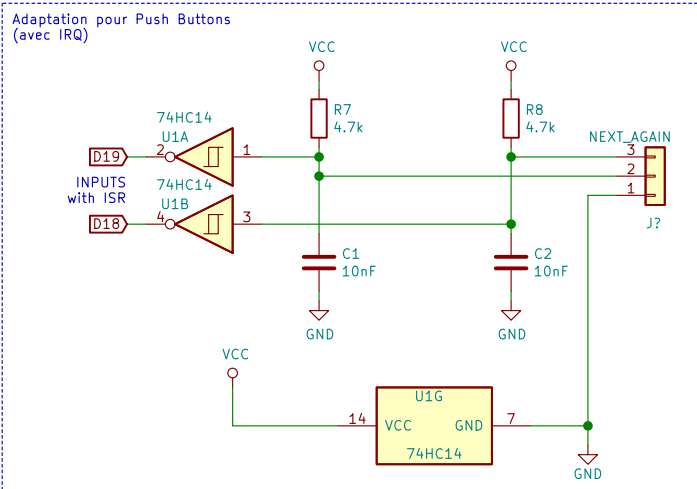 Adaptation pour Push Buttons
(avec IRQ)
VCC
VCC
R7
4.7k
R8
4.7k
74HC14
U1A
NEXT_AGAIN
D19
2
1
3
2
1
INPUTS
with ISR
74HC14
U1B
D18
4
3
J?
C1
10nF
C2
10nF
GND
GND
VCC
U1G
14
VCC
GND
7
74HC14
GND